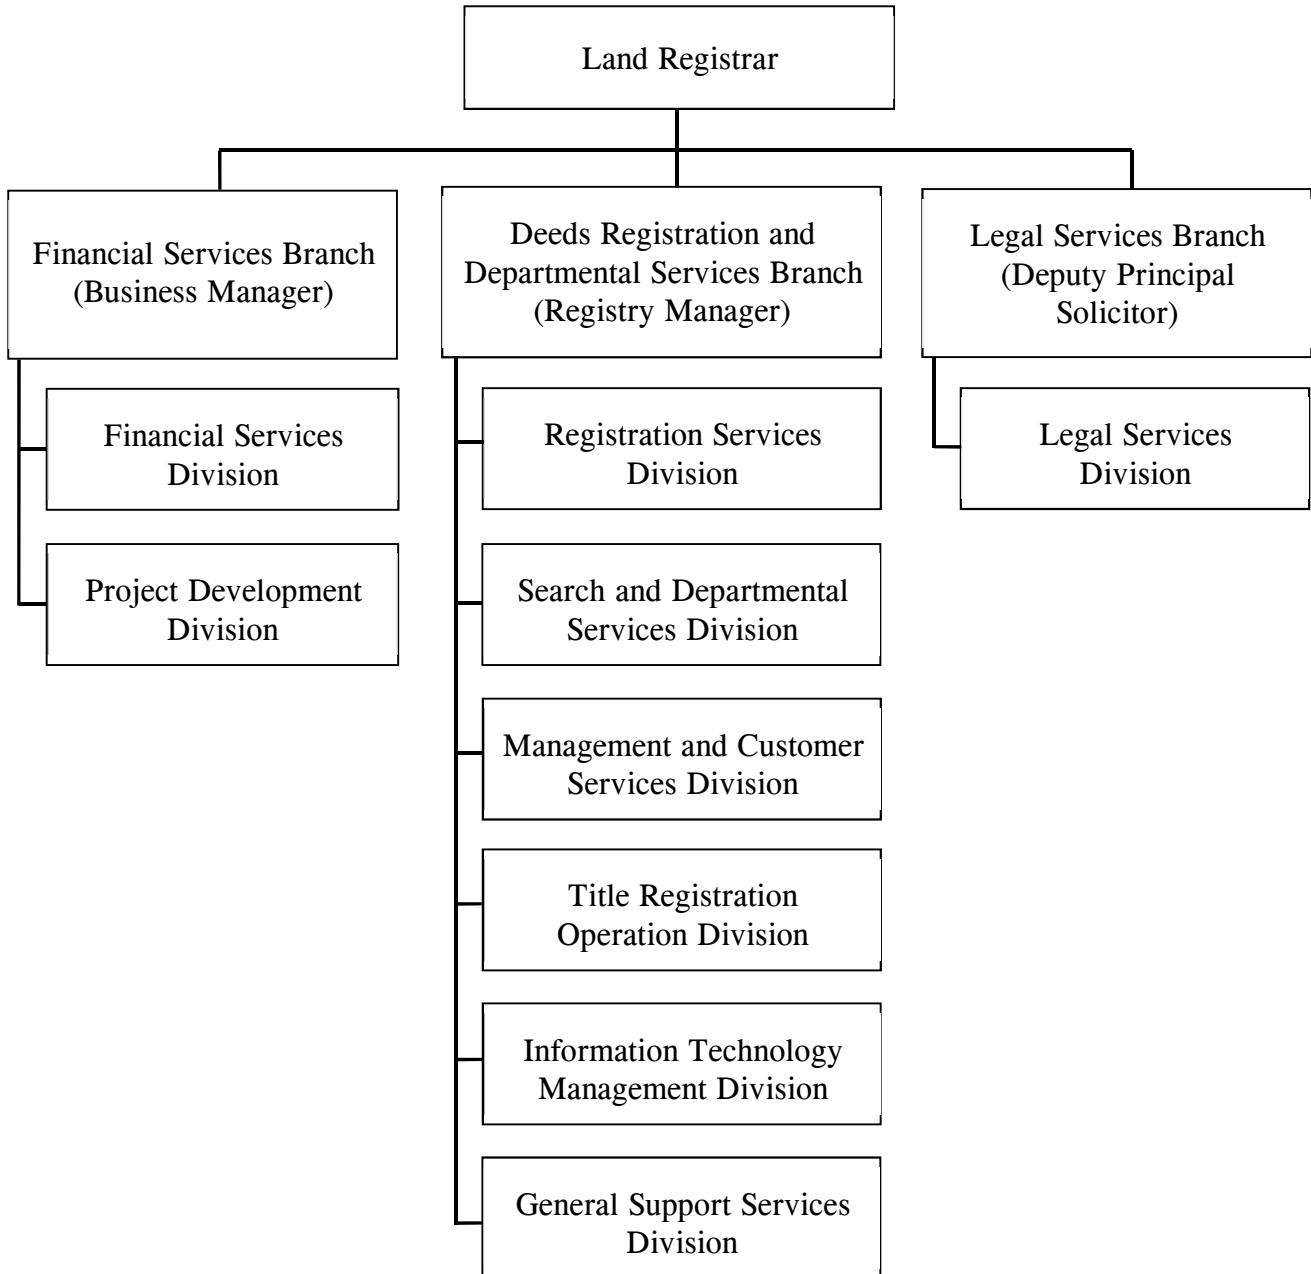 Land Registrar
Financial Services Branch
(Business Manager)
Deeds Registration and
Departmental Services Branch
(Registry Manager)
Legal Services Branch
(Deputy Principal
Solicitor)
Financial Services
Division
Project Development
Division
Registration Services
Division
Search and Departmental
Services Division
Management and Customer
Services Division
Title Registration
Operation Division
Information Technology
Management Division
General Support Services
Division
Legal Services
Division